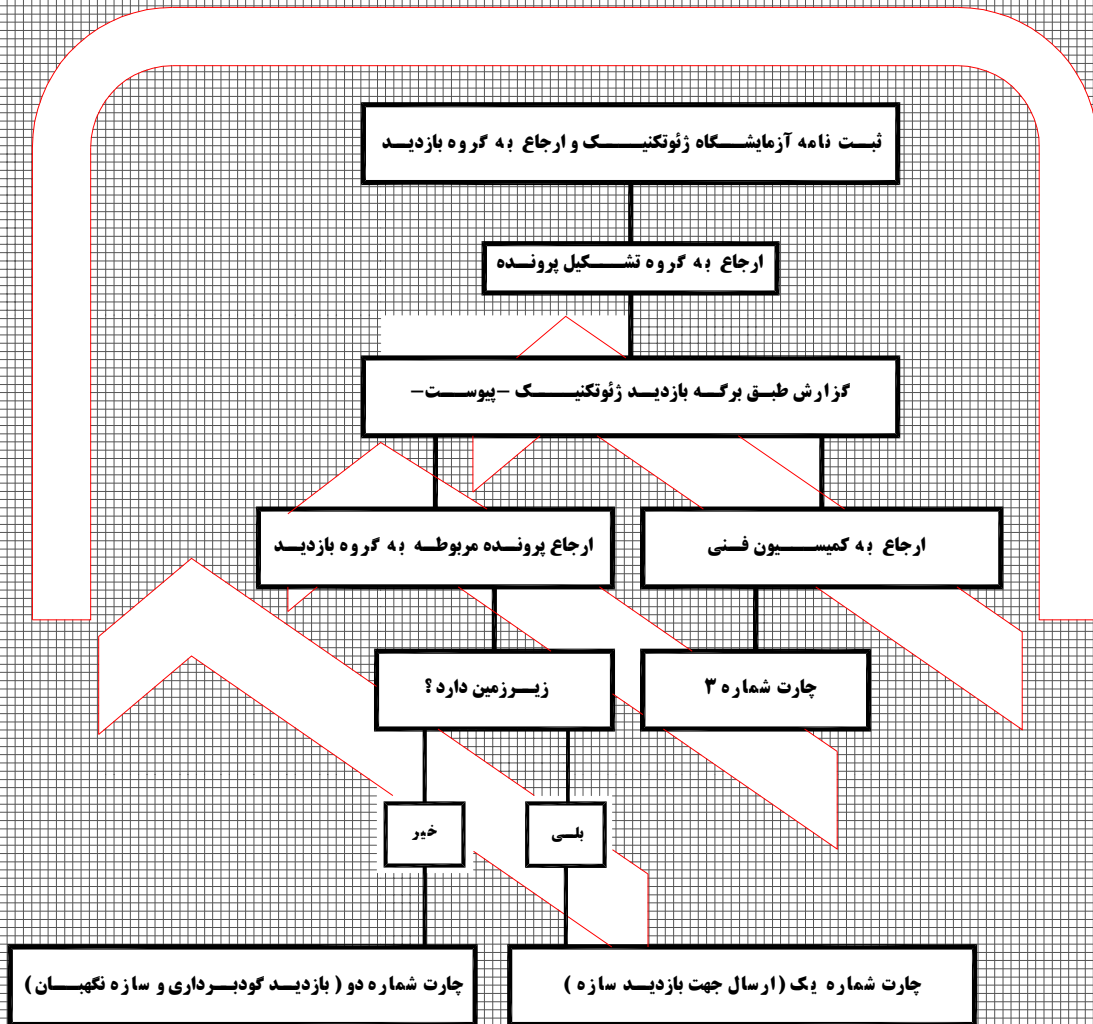 ثبت نامه آزمایشگاه ژئوتکنیک و ارجاع به گروه بازدید
ارجاع به گروه تشکیل پرونده
گزارش طبق برگه بازدید ژئوتکنیک -پیوست-
ارجاع به کمیسیون فنی
ارجاع پرونده مربوطه به گروه بازدید
چارت شماره ۳
زیرزمین دارد ؟
بلی
خیر
چارت شماره یک ( ارسال جهت بازدید سازه )
چارت شماره دو ( بازدید گودبرداری و سازه نگهبان )